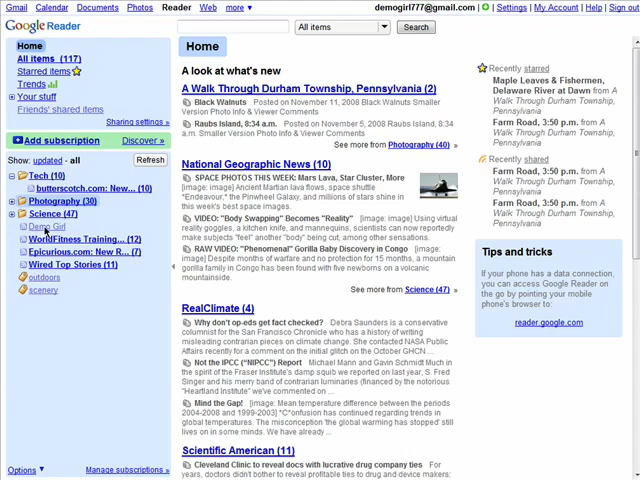 Gmail Calendar Documents Photos Reader Web more ▼ demogirl777@gmail.com | Settings | My Account | Help | Sign out
Google Reader All items Search
Home
All items (117)
Starred items
Trends
Your stuff
Friends' shared items
Sharing settings »
Add subscription Discover »
Show: updated - all Refresh
Tech (10)
butterscotch.com: New... (10)
Photography (30)
Science (47)
Demo Girl
WorldFitness Training... (12)
Epicurious.com: New R... (7)
Wired Top Stories (11)
outdoors
scenery
Options ▼ Manage subscriptions »
Home
A look at what's new
A Walk Through Durham Township, Pennsylvania (2)
Black Walnuts Posted on November 11, 2008 Black Walnuts Smaller
Version Photo Info & Viewer Comments
Raubs Island, 8:34 a.m. Posted on November 5, 2008 Raubs Island, 8:34
a.m. Smaller Version Photo Info & Viewer Comments
See more from Photography (40) »
National Geographic News (10)
SPACE PHOTOS THIS WEEK: Mars Lava, Star Cluster, More
[image: image] Ancient Martian lava flows, space shuttle
*Endeavour,* the Pinwheel Galaxy, and millions of stars shine in
this week's best space images.
VIDEO: "Body Swapping" Becomes "Reality" [image: image] Using virtual
reality goggles, a kitchen knife, and mannequins, scientists can now reportedly
make subjects "feel" another "body" being cut, among other sensations.
RAW VIDEO: "Phenomenal" Gorilla Baby Discovery in Congo [image:
image] Despite months of warfare and no protection for 15 months, a mountain
gorilla family in Congo has been found intact and with five newborns on a volcanic
mountainside.
See more from Science (47) »
RealClimate (4)
Why don't op-eds get fact checked? Debra Saunders is a conservative
columnist for the San Francisco Chronicle who has a history of writing
misleading contrarian pieces on climate change. She contacted NASA Public
Affairs recently for a comment on the initial glitch on the October GHCN ...
Not the IPCC ("NIPCC") Report Michael Mann and Gavin Schmidt Much in
the spirit of the Fraser Institute's damp squib we reported on last year, S. Fred
Singer and his merry band of contrarian luminaries (financed by the notorious
"Heartland Institute" we've commented on ...
Mind the Gap! [image: Mean temperature difference between the periods
2004-2008 and 1999-2003] *C*onfusion has continued regarding trends in
global temperatures. The misconception 'the global warming has stopped' still
lives on in some minds. We have already ...
Scientific American (11)
Cleveland Clinic to reveal docs with lucrative drug company ties For
years, doctors didn't bother to reveal profitable ties to drug and device makers:
Recently starred
Maple Leaves & Fishermen,
Delaware River at Dawn from A
Walk Through Durham Township,
Pennsylvania
Farm Road, 3:50 p.m. from A
Walk Through Durham Township,
Pennsylvania
Recently shared
Farm Road, 3:50 p.m. from A
Walk Through Durham Township,
Pennsylvania
Tips and tricks
If your phone has a data connection,
you can access Google Reader on
the go by pointing your mobile
phone's browser to:
reader.google.com